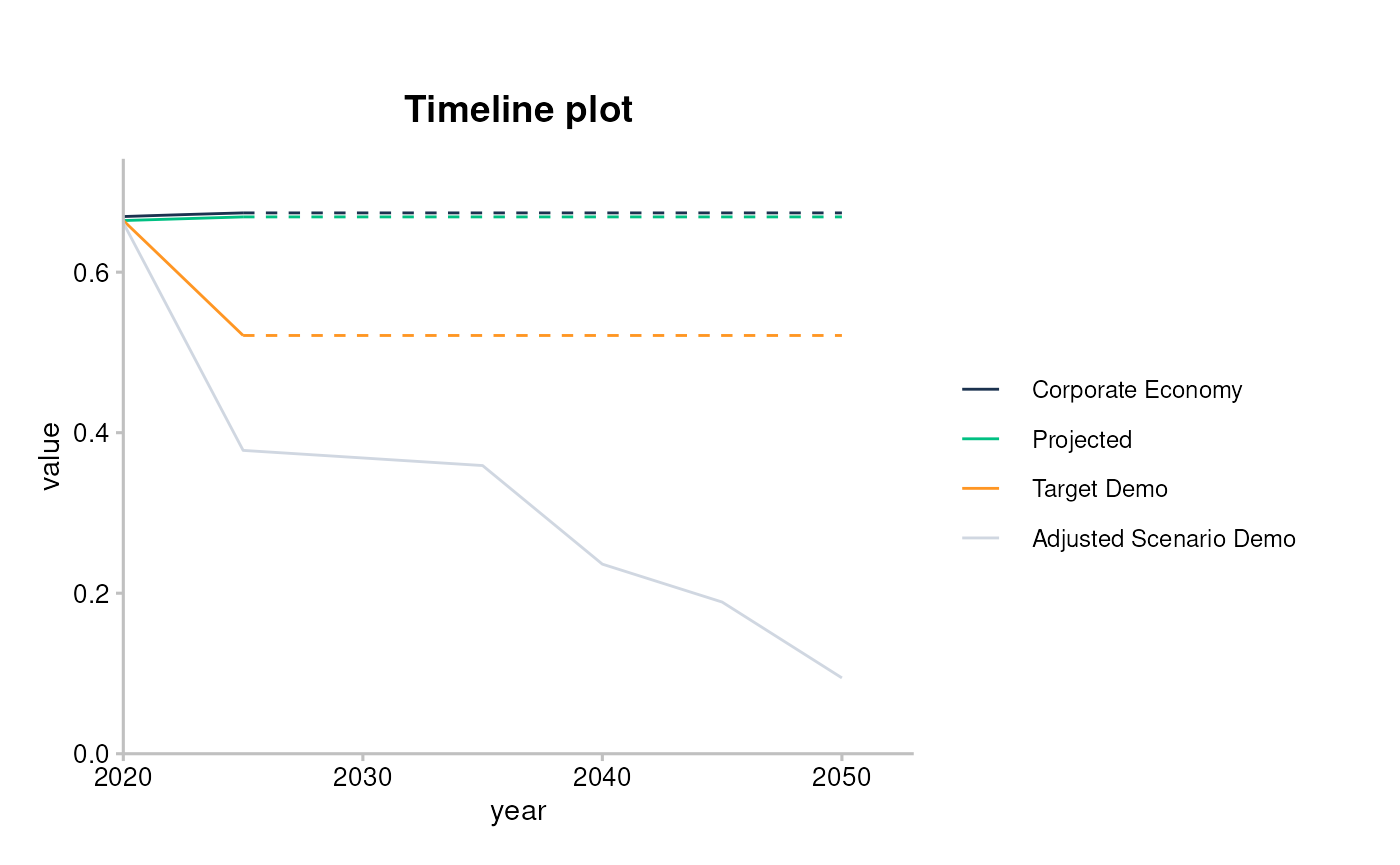 Timeline plot
value
0.6
0.4
0.2
0.0
2020 2030 2040 2050
year
Corporate Economy
Projected
Target Demo
Adjusted Scenario Demo